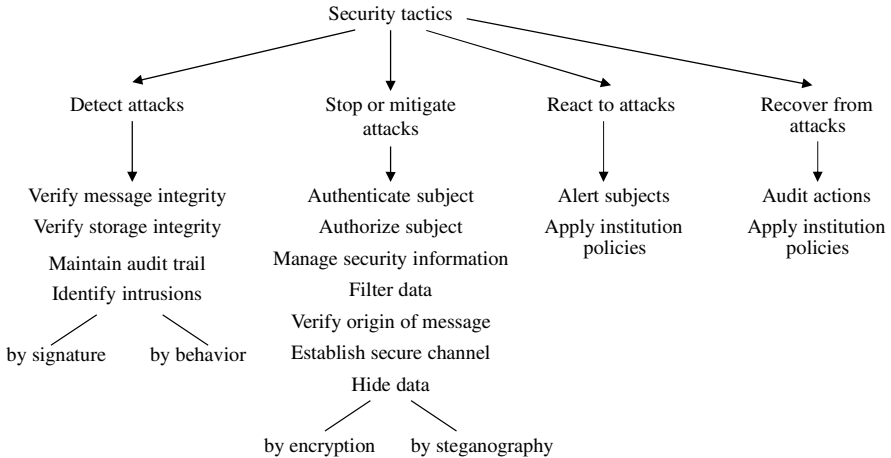 Security tactics
Detect attacks
Verify message integrity
Verify storage integrity
Maintain audit trail
Identify intrusions
by signature
by behavior
Stop or mitigate
attacks
Authenticate subject
Authorize subject
Manage security information
Filter data
Verify origin of message
Establish secure channel
Hide data
by encryption
by steganography
React to attacks
Alert subjects
Apply institution
policies
Recover from
attacks
Audit actions
Apply institution
policies